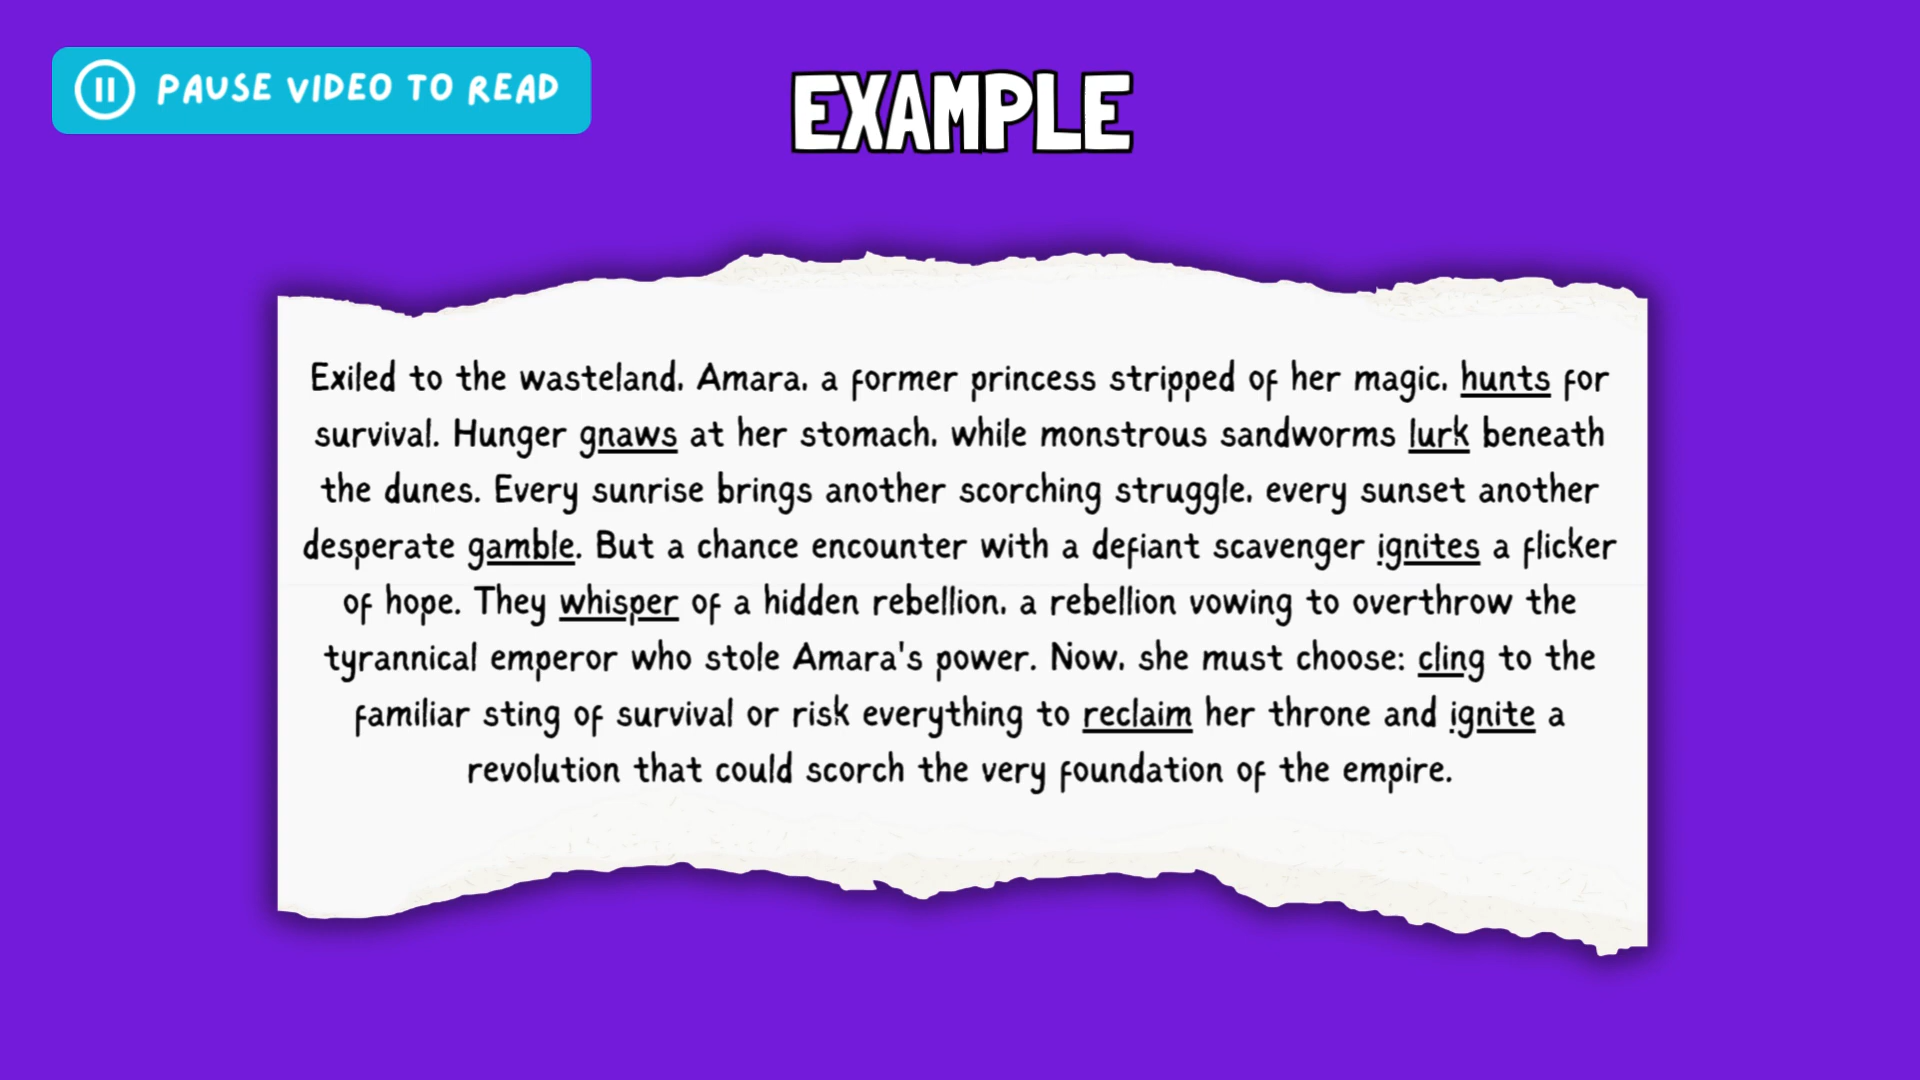 PAUSE VIDEO TO READ
EXAMPLE
Exiled to the wasteland, Amara, a former princess stripped of her magic, hunts for
survival. Hunger gnaws at her stomach, while monstrous sandworms lurk beneath
the dunes. Every sunrise brings another scorching struggle, every sunset another
desperate gamble. But a chance encounter with a defiant scavenger ignites a flicker
of hope. They whisper of a hidden rebellion, a rebellion vowing to overthrow the
tyrannical emperor who stole Amara's power. Now, she must choose: cling to the
familiar sting of survival or risk everything to reclaim her throne and ignite a
revolution that could scorch the very foundation of the empire.